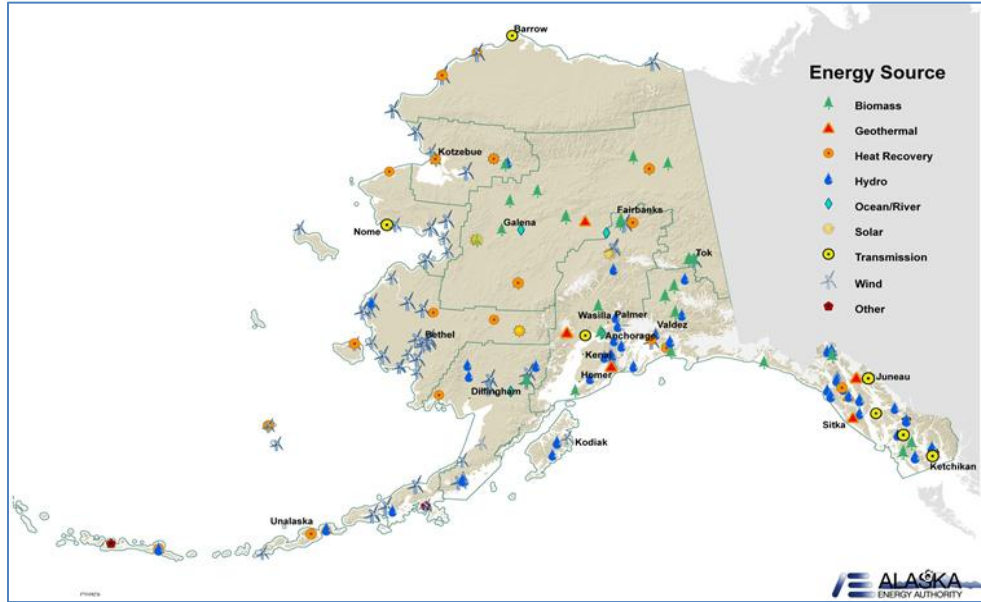 Barrow
Energy Source
Biomass
Geothermal
Heat Recovery
Hydro
Ocean/River
Solar
Transmission
Wind
Other
Kotzebue
Nome
Galena
Fairbanks
Tok
Bethel
Wasilla
Palmer
Anchorage
Valdez
Kenai
Homer
Dillingham
Kodiak
Unalaska
Juneau
Sitka
Ketchikan
ALASKA
ENERGY AUTHORITY